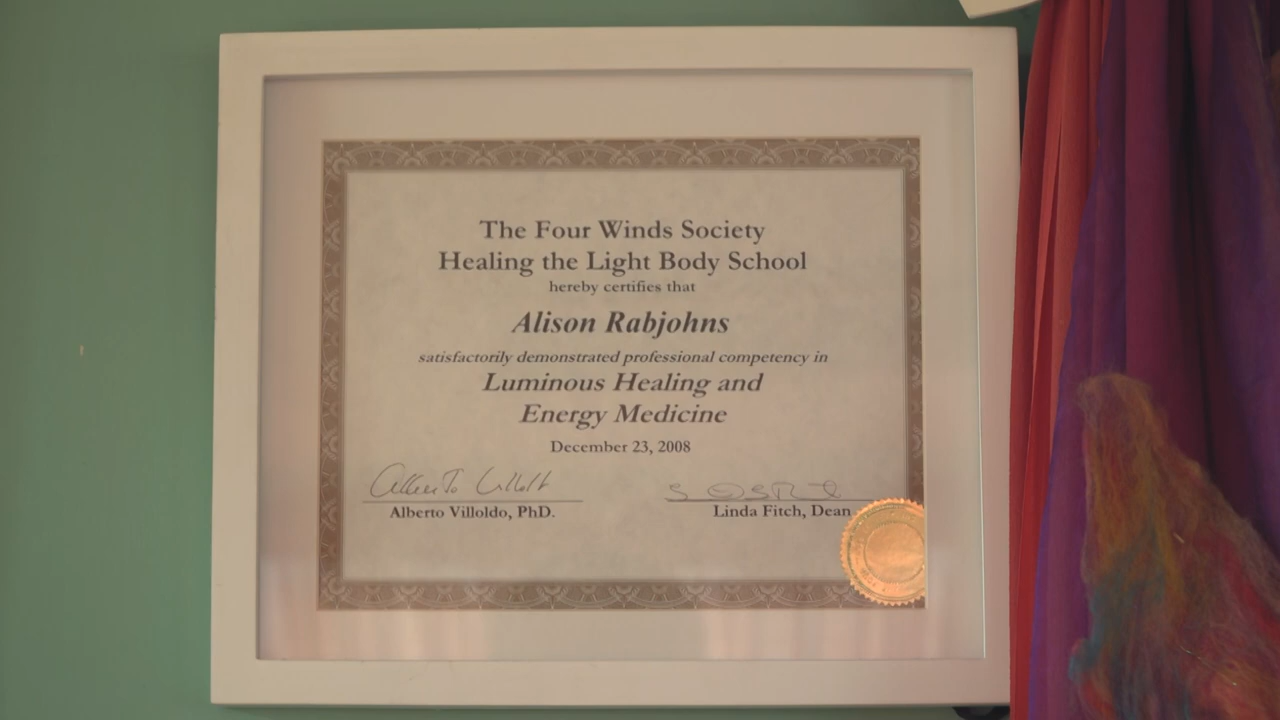 The Four Winds Society
Healing the Light Body School
hereby certifies that
Alison Rabjohns
satisfactorily demonstrated professional competency in
Luminous Healing and
Energy Medicine
December 23, 2008
Alberto Villoldo, PhD.
Linda Fitch, Dean